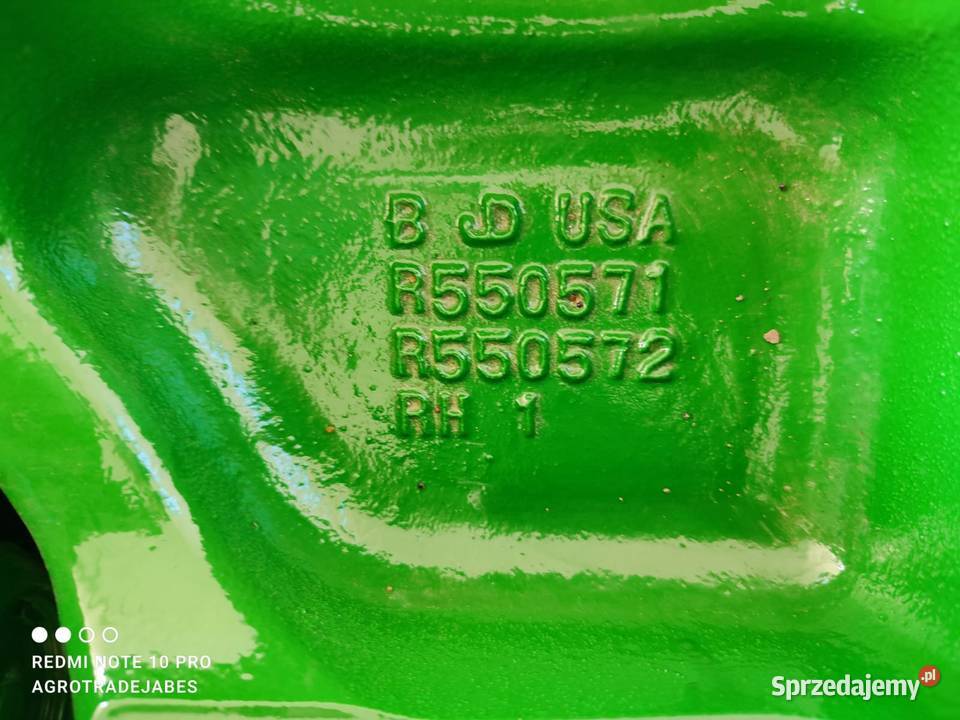 B JD USA
R550571
R550572
RH 1
REDMI NOTE 10 PRO
AGROTRADEJABES
Sprzedajemy.pl